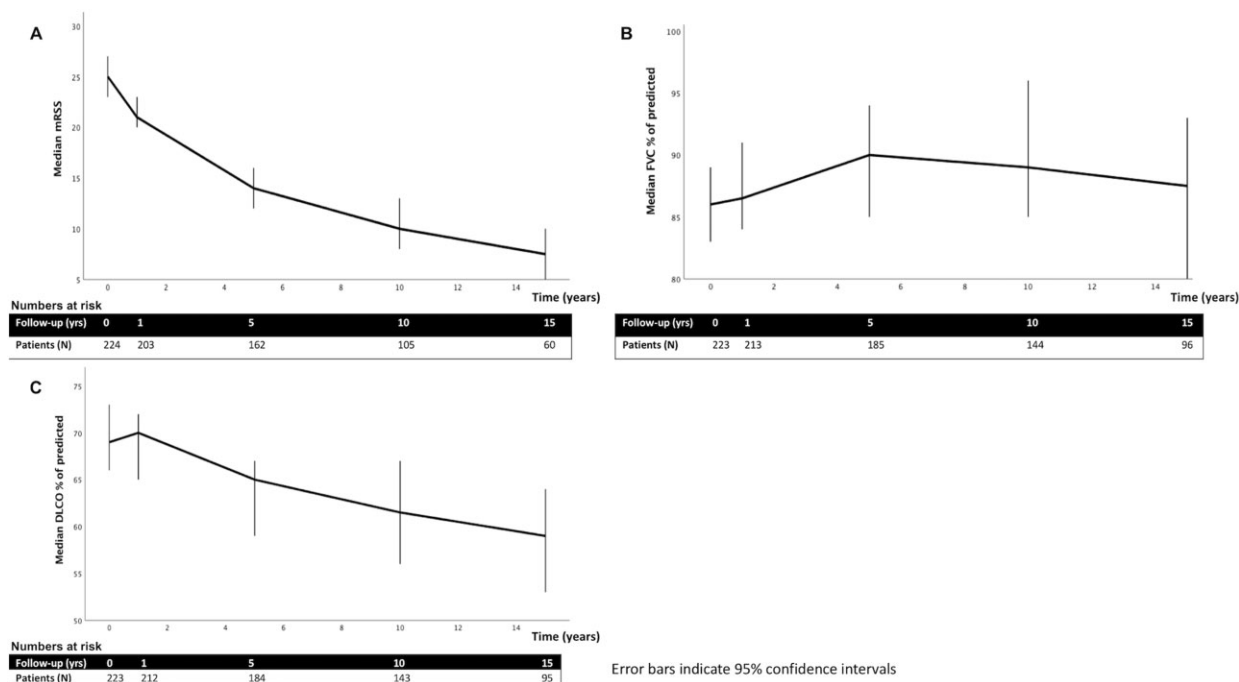 A
Median mRSS
30
25
20
15
10
5
0 2 4 6 8 10 12 14
Time (years)
Numbers at risk
Follow-up (yrs) 0 1 5 10 15
Patients (N) 224 203 162 105 60
B
Median FVC % of predicted
100
95
90
85
80
0 2 4 6 8 10 12 14
Time (years)
Follow-up (yrs) 0 1 5 10 15
Patients (N) 223 213 185 144 96
C
Median DLCO % of predicted
75
70
65
60
55
50
0 2 4 6 8 10 12 14
Time (years)
Numbers at risk
Follow-up (yrs) 0 1 5 10 15
Patients (N) 223 212 184 143 95
Error bars indicate 95% confidence intervals